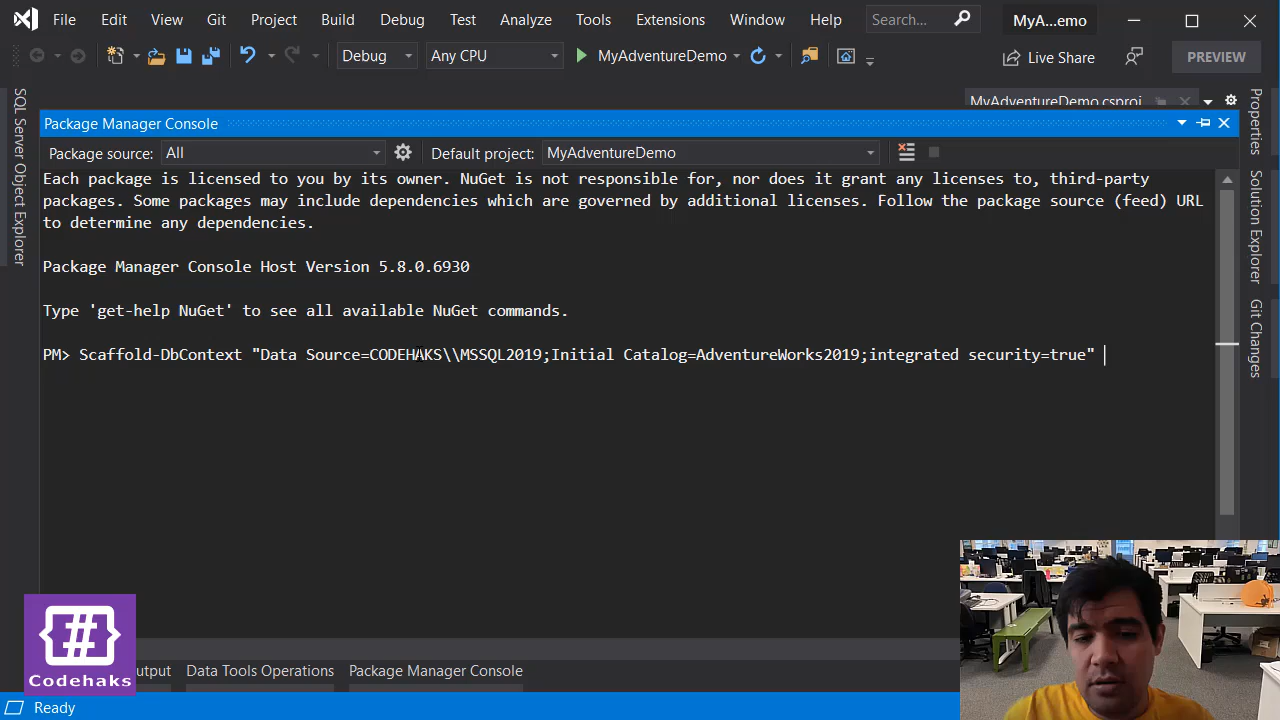 File Edit View Git Project Build Debug Test Analyze Tools Extensions Window Help Search... MyA...emo
Debug Any CPU MyAdventureDemo Live Share PREVIEW
MyAdventureDemo.csproj
SQL Server Object Explorer
Package Manager Console
Package source: All Default project: MyAdventureDemo
Each package is licensed to you by its owner. NuGet is not responsible for, nor does it grant any licenses to, third-party
packages. Some packages may include dependencies which are governed by additional licenses. Follow the package source (feed) URL
to determine any dependencies.
Package Manager Console Host Version 5.8.0.6930
Type 'get-help NuGet' to see all available NuGet commands.
PM> Scaffold-DbContext "Data Source=CODEHAKS\\MSSQL2019;Initial Catalog=AdventureWorks2019;integrated security=true"
Properties
Solution Explorer
Git Changes
utput Data Tools Operations Package Manager Console
{#}
Codehaks
Ready